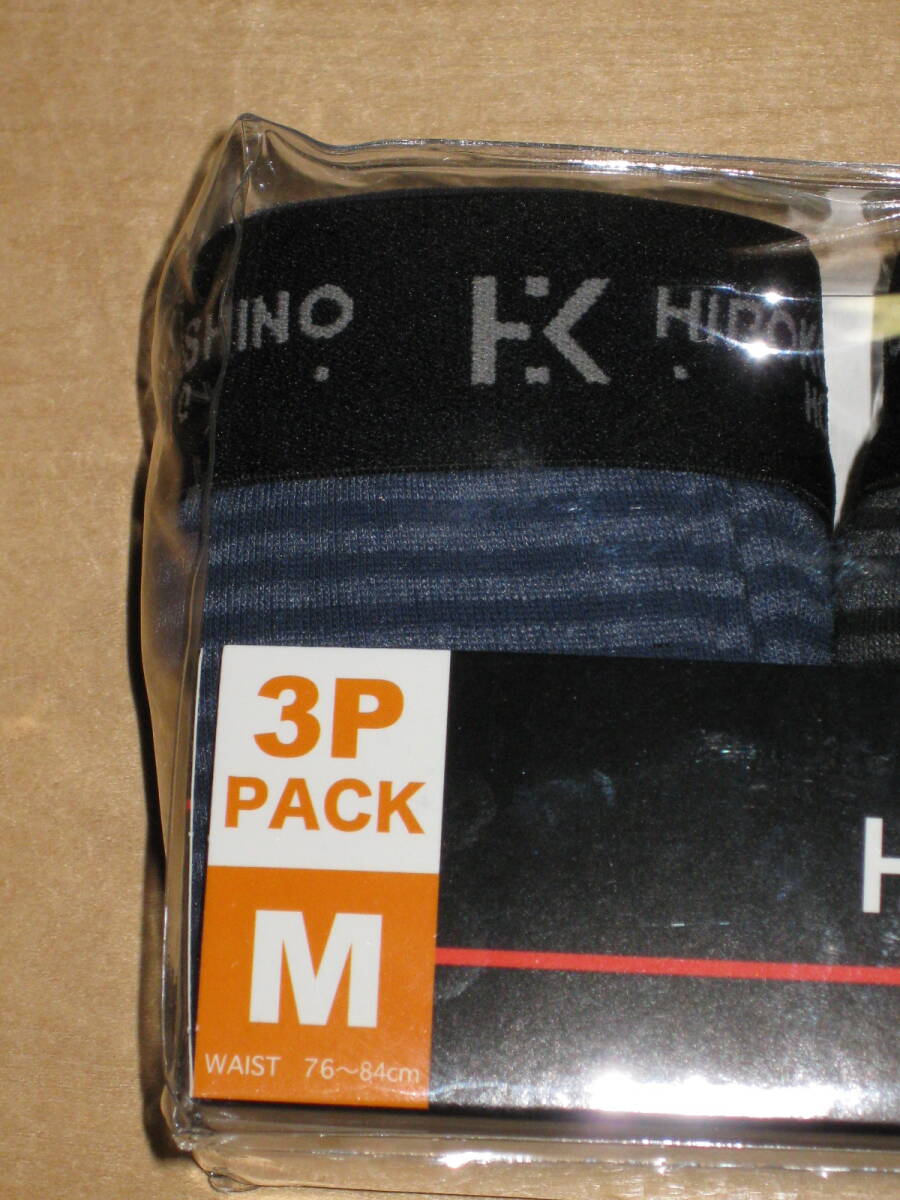 SHINO
HK
HIROK
3P
PACK
H
M
WAIST 76～84cm